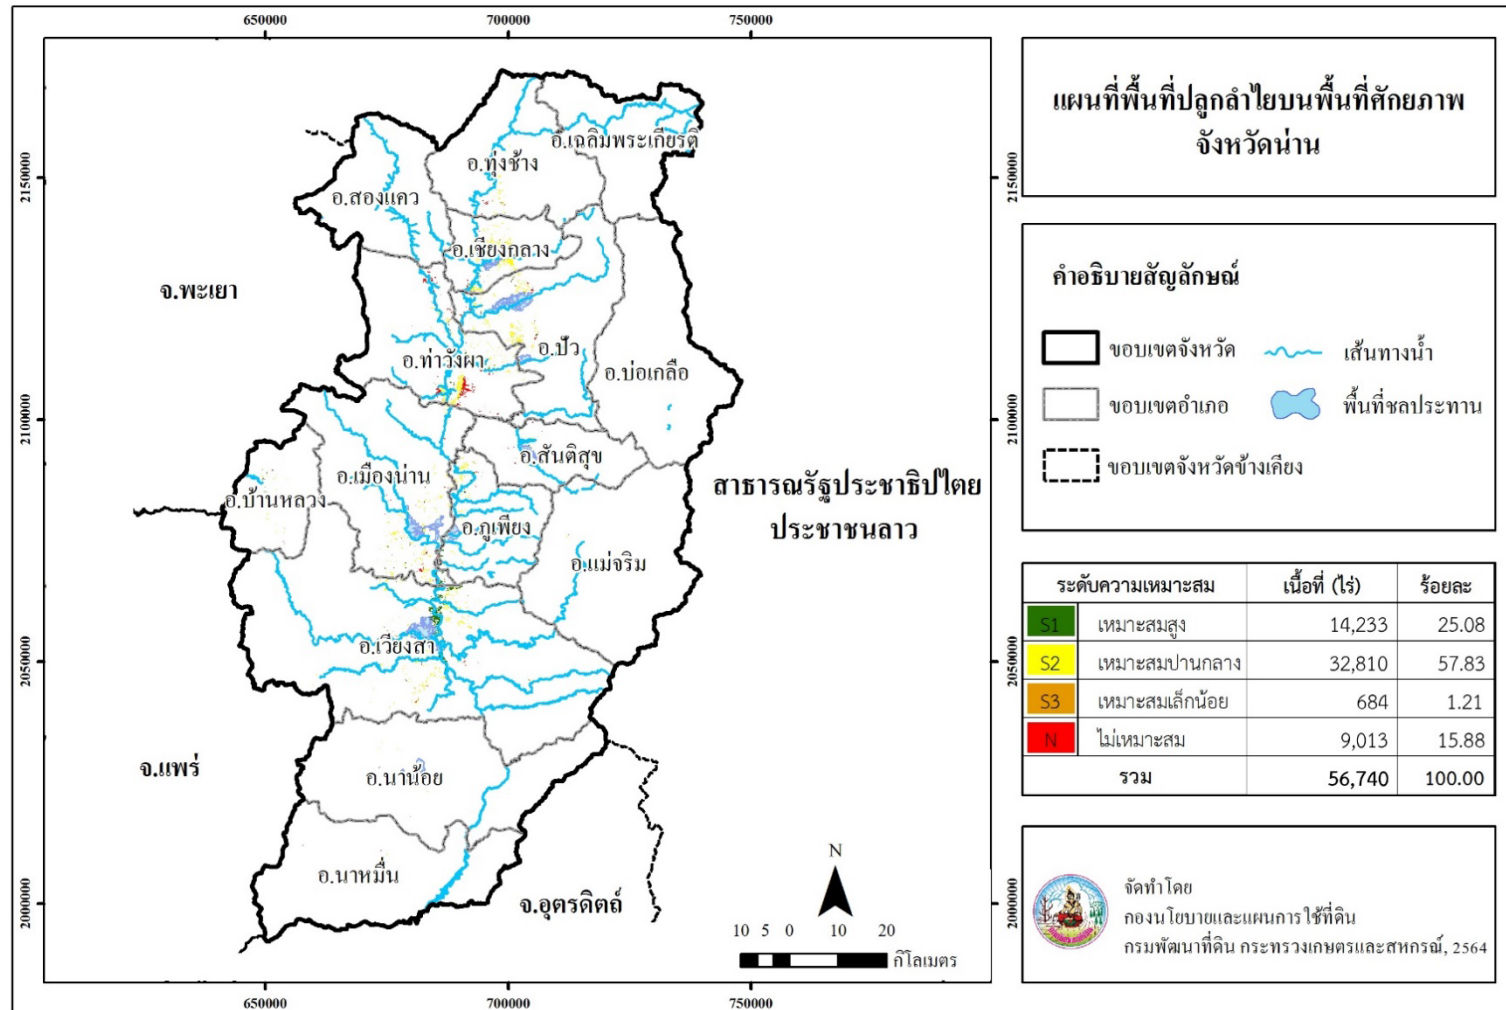 650000 700000 750000
แผนที่พื้นที่ปลูกลำไยบนพื้นที่ศักยภาพ
จังหวัดน่าน
2150000
2150000
อ.เฉลิมพระเกียรติ
อ.ทุ่งช้าง
อ.สองแคว
อ.เชียงกลาง
จ.พะเยา
อ.ปัว
อ.ท่าวังผา
อ.บ่อเกลือ
2100000
2100000
อ.สันติสุข
อ.เมืองน่าน
อ.บ้านหลวง
อ.ภูเพียง
สาธารณรัฐประชาธิปไตย
ประชาชนลาว
อ.แม่จริม
อ.เวียงสา
2050000
2050000
จ.แพร่
อ.นาน้อย
อ.นาหมื่น
จ.อุตรดิตถ์
2000000
2000000
N
10 5 0 10 20
กิโลเมตร
650000 700000 750000
คำอธิบายสัญลักษณ์
ขอบเขตจังหวัด เส้นทางน้ำ
ขอบเขตอำเภอ พื้นที่ชลประทาน
ขอบเขตจังหวัดข้างเคียง
ระดับความเหมาะสม เนื้อที่ (ไร่) ร้อยละ
S1 เหมาะสมสูง 14,233 25.08
S2 เหมาะสมปานกลาง 32,810 57.83
S3 เหมาะสมเล็กน้อย 684 1.21
N ไม่เหมาะสม 9,013 15.88
รวม 56,740 100.00
จัดทำโดย
กองนโยบายและแผนการใช้ที่ดิน
กรมพัฒนาที่ดิน กระทรวงเกษตรและสหกรณ์, 2564